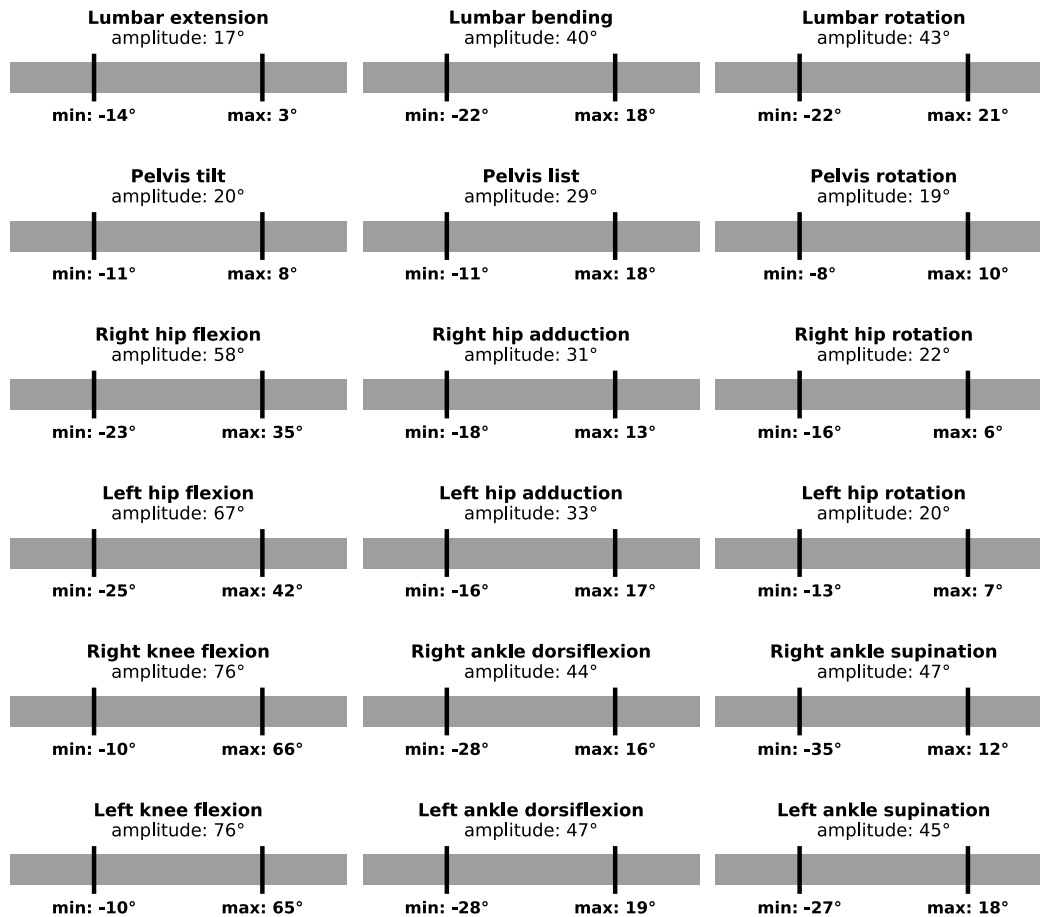 Lumbar extension
amplitude: 17°
min: -14° max: 3°
Lumbar bending
amplitude: 40°
min: -22° max: 18°
Lumbar rotation
amplitude: 43°
min: -22° max: 21°
Pelvis tilt
amplitude: 20°
min: -11° max: 8°
Pelvis list
amplitude: 29°
min: -11° max: 18°
Pelvis rotation
amplitude: 19°
min: -8° max: 10°
Right hip flexion
amplitude: 58°
min: -23° max: 35°
Right hip adduction
amplitude: 31°
min: -18° max: 13°
Right hip rotation
amplitude: 22°
min: -16° max: 6°
Left hip flexion
amplitude: 67°
min: -25° max: 42°
Left hip adduction
amplitude: 33°
min: -16° max: 17°
Left hip rotation
amplitude: 20°
min: -13° max: 7°
Right knee flexion
amplitude: 76°
min: -10° max: 66°
Right ankle dorsiflexion
amplitude: 44°
min: -28° max: 16°
Right ankle supination
amplitude: 47°
min: -35° max: 12°
Left knee flexion
amplitude: 76°
min: -10° max: 65°
Left ankle dorsiflexion
amplitude: 47°
min: -28° max: 19°
Left ankle supination
amplitude: 45°
min: -27° max: 18°